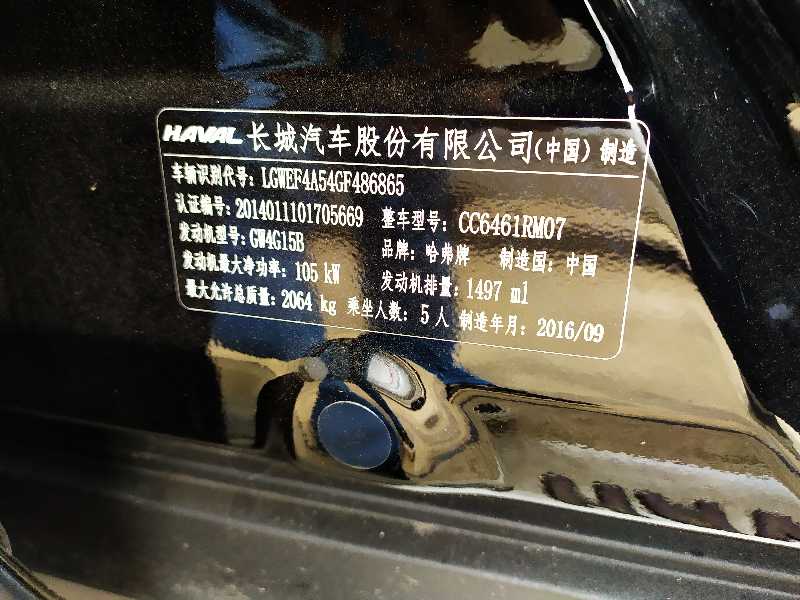 HAVAL 长城汽车股份有限公司(中国) 制造
车辆识别代号: LGWEF4A54GF486865
认证编号: 2014011101705669 整车型号: CC6461RM07
发动机型号: GW4G15B 品牌: 哈弗牌 制造国: 中国
发动机最大净功率: 105 kW 发动机排量: 1497 ml
最大允许总质量: 2064 kg 乘坐人数: 5 人 制造年月: 2016/09